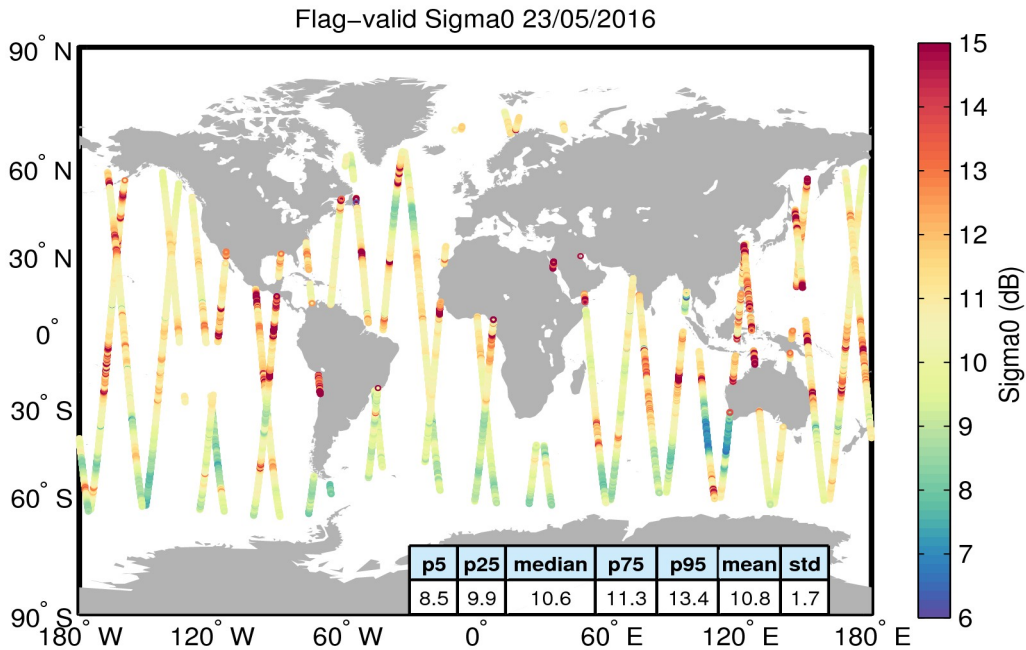 Flag−valid Sigma0 23/05/2016
90° N
60° N
30° N
0°
30° S
60° S
90° S
180° W
120° W
60° W
0°
60° E
120° E
180° E
p5 p25 median p75 p95 mean std
8.5 9.9 10.6 11.3 13.4 10.8 1.7
15
14
13
12
11
10
9
8
7
6
Sigma0 (dB)